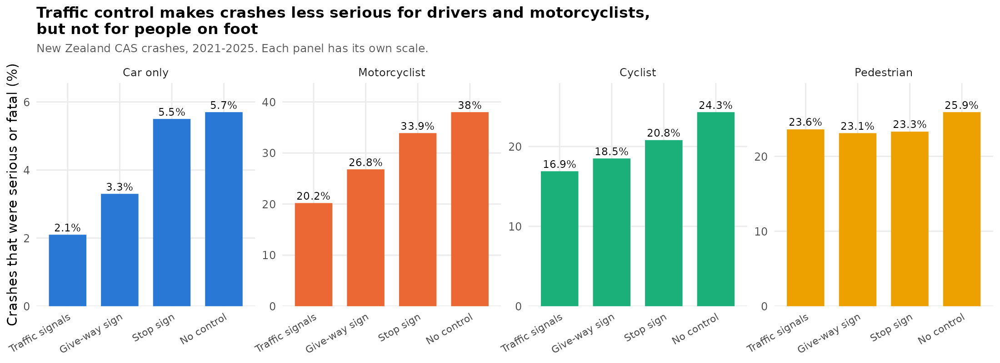 Traffic control makes crashes less serious for drivers and motorcyclists,
but not for people on foot
New Zealand CAS crashes, 2021-2025. Each panel has its own scale.
Crashes that were serious or fatal (%)
Car only
6
4
2
0
2.1%
3.3%
5.5%
5.7%
Traffic signals
Give-way sign
Stop sign
No control
Motorcyclist
40
30
20
10
0
20.2%
26.8%
33.9%
38%
Traffic signals
Give-way sign
Stop sign
No control
Cyclist
20
10
0
16.9%
18.5%
20.8%
24.3%
Traffic signals
Give-way sign
Stop sign
No control
Pedestrian
20
10
0
23.6%
23.1%
23.3%
25.9%
Traffic signals
Give-way sign
Stop sign
No control